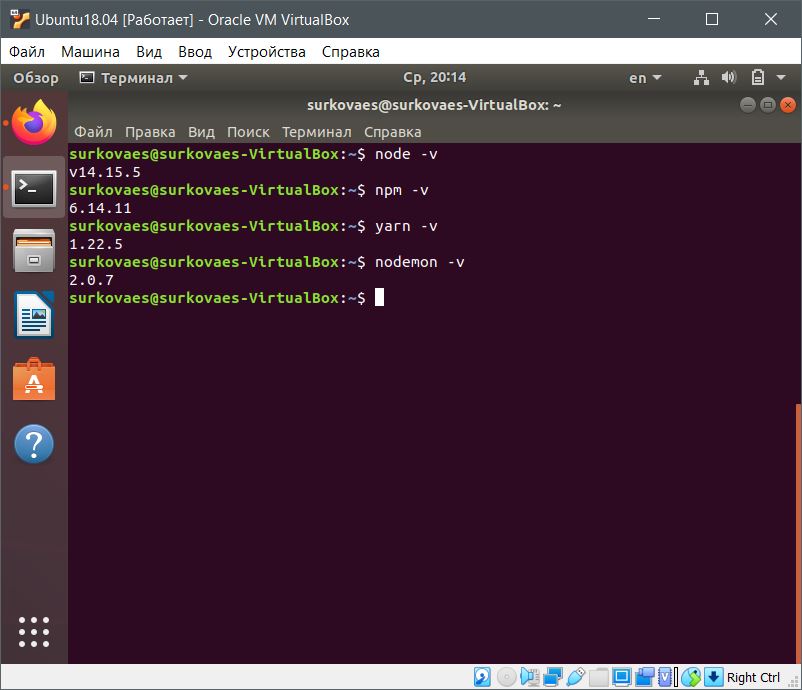 Ubuntu18.04 [Работает] - Oracle VM VirtualBox
Файл Машина Вид Ввод Устройства Справка
Обзор Терминал Ср, 20:14 en
surkovaes@surkovaes-VirtualBox: ~
Файл Правка Вид Поиск Терминал Справка
surkovaes@surkovaes-VirtualBox:~$ node -v
v14.15.5
surkovaes@surkovaes-VirtualBox:~$ npm -v
6.14.11
surkovaes@surkovaes-VirtualBox:~$ yarn -v
1.22.5
surkovaes@surkovaes-VirtualBox:~$ nodemon -v
2.0.7
surkovaes@surkovaes-VirtualBox:~$
Right Ctrl